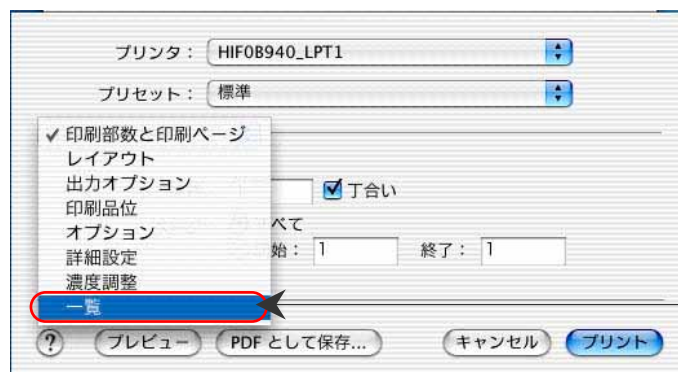 プリンタ： HIF0B940_LPT1
プリセット： 標準
✓ 印刷部数と印刷ページ
レイアウト
出力オプション
丁合い
印刷品位
べて
オプション
始： 1 終了： 1
詳細設定
濃度調整
一覧
? プレビュー PDF として保存... キャンセル プリント